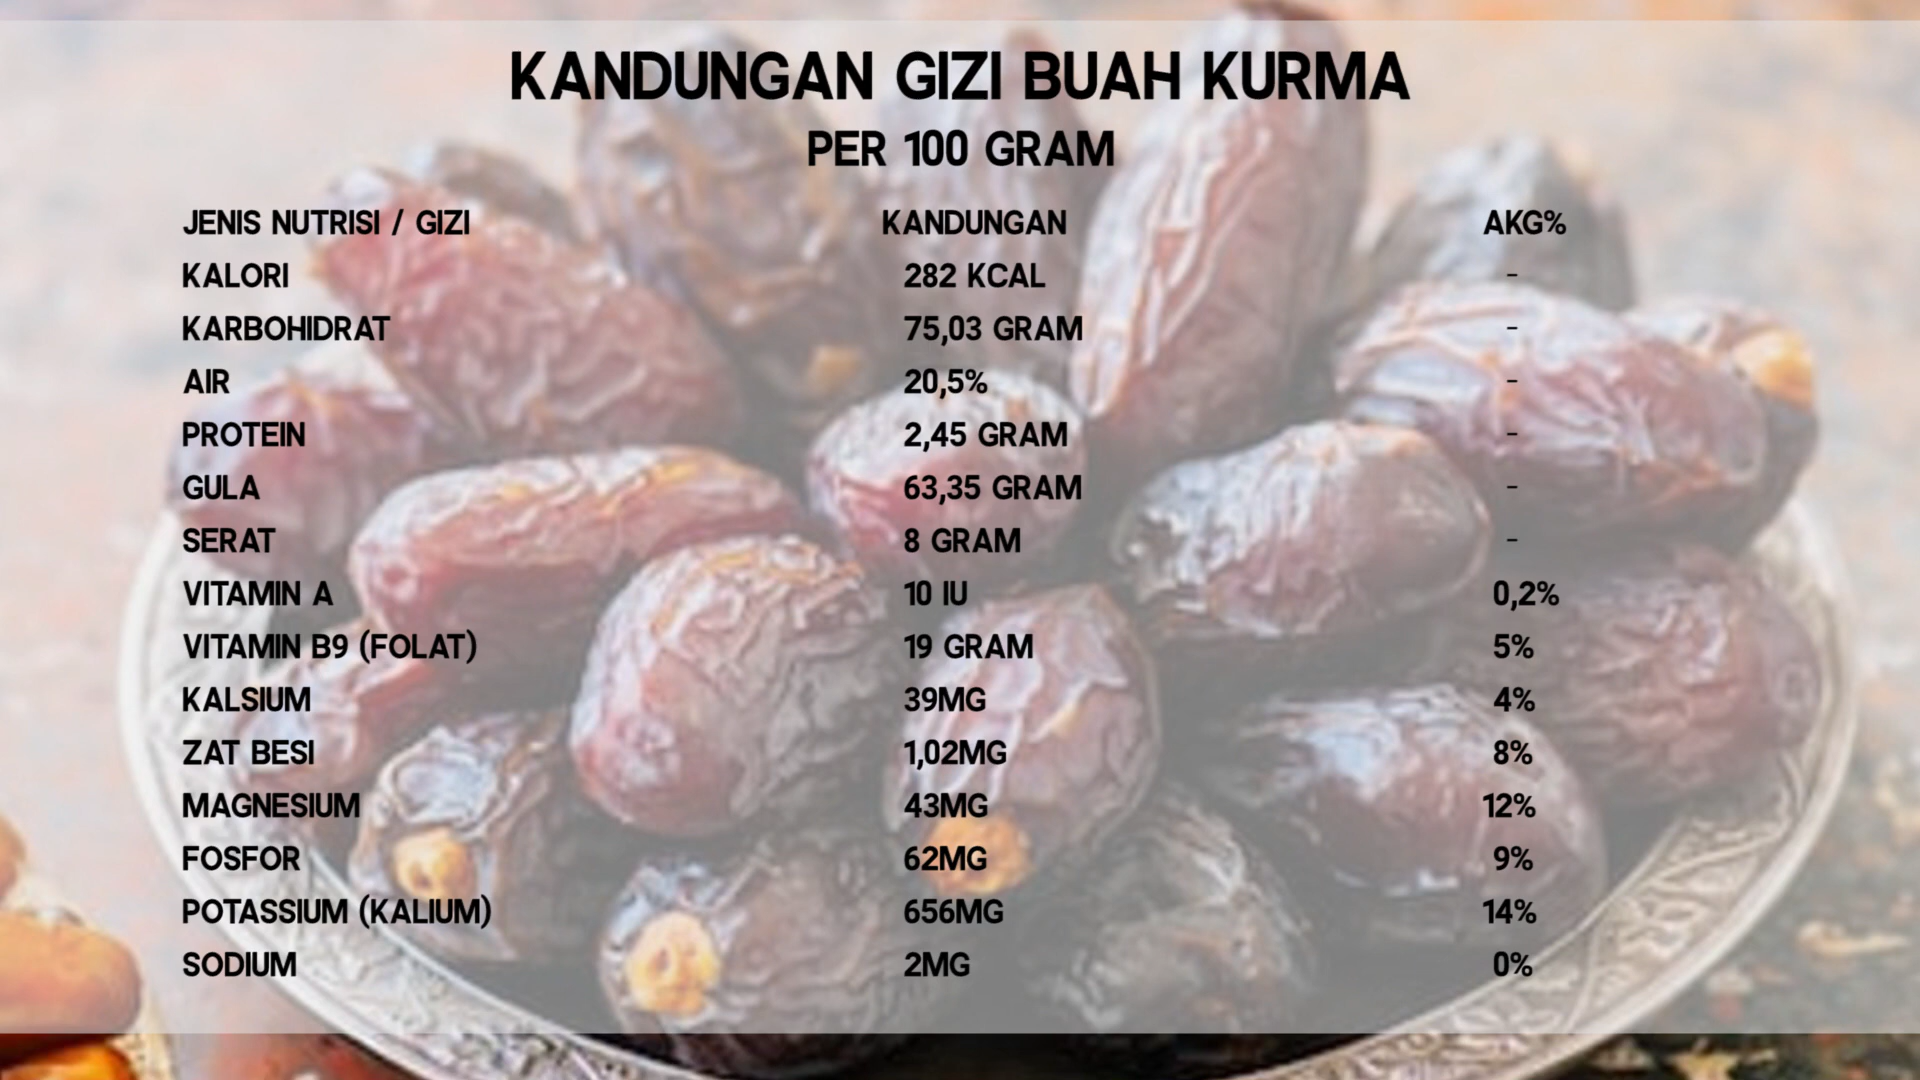 KANDUNGAN GIZI BUAH KURMA
PER 100 GRAM
JENIS NUTRISI / GIZI KANDUNGAN AKG%
KALORI 282 KCAL -
KARBOHIDRAT 75,03 GRAM -
AIR 20,5% -
PROTEIN 2,45 GRAM -
GULA 63,35 GRAM -
SERAT 8 GRAM -
VITAMIN A 10 IU 0,2%
VITAMIN B9 (FOLAT) 19 GRAM 5%
KALSIUM 39MG 4%
ZAT BESI 1,02MG 8%
MAGNESIUM 43MG 12%
FOSFOR 62MG 9%
POTASSIUM (KALIUM) 656MG 14%
SODIUM 2MG 0%